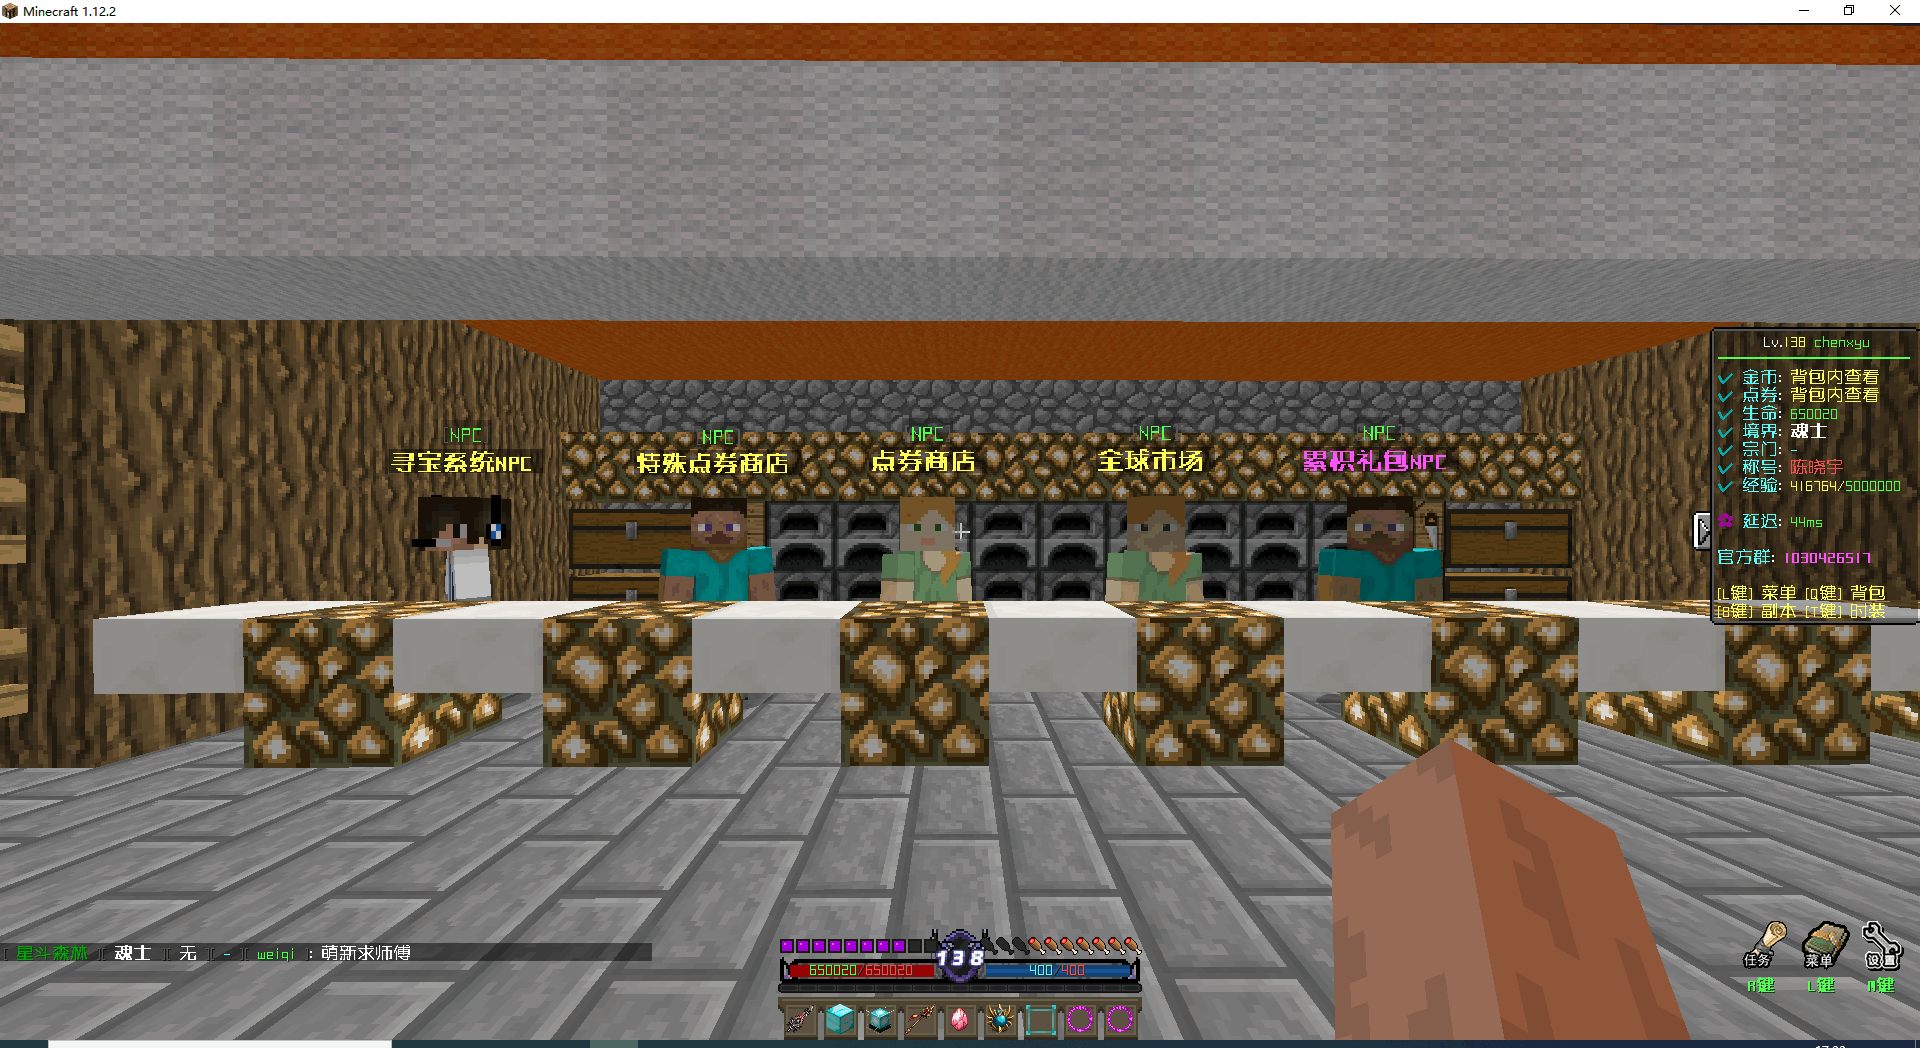 Minecraft 1.12.2
Lv.138 chenxyu
金币: 背包内查看
点券: 背包内查看
生命: 650020
境界: 魂士
宗门: -
称号: 陈晓宇
经验: 416764/5000000
延迟: 44ms
官方群: 1030426517
[L键] 菜单 [Q键] 背包
[B键] 副本 [T键] 时装
[NPC]
寻宝系统NPC
[NPC]
特殊点券商店
[NPC]
点券商店
[NPC]
全球市场
[NPC]
累积礼包NPC
[ 星斗森林 ][ 魂士 ][ 无 ][ - ][ weiqi ]: 萌新求师傅
138
650020/650020
400/400
任务
菜单
设置
R键
L键